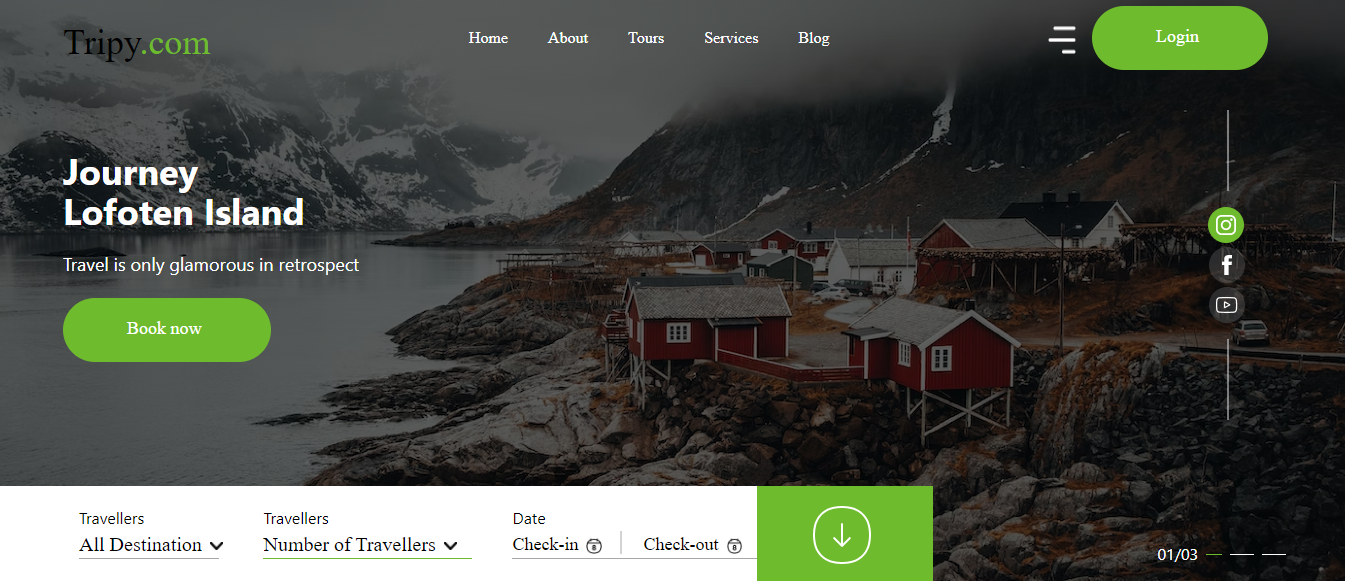 Tripy.com
Home About Tours Services Blog
Login
Journey
Lofoten Island
Travel is only glamorous in retrospect
Book now
Travellers Travellers Date
All Destination Number of Travellers Check-in Check-out
01/03